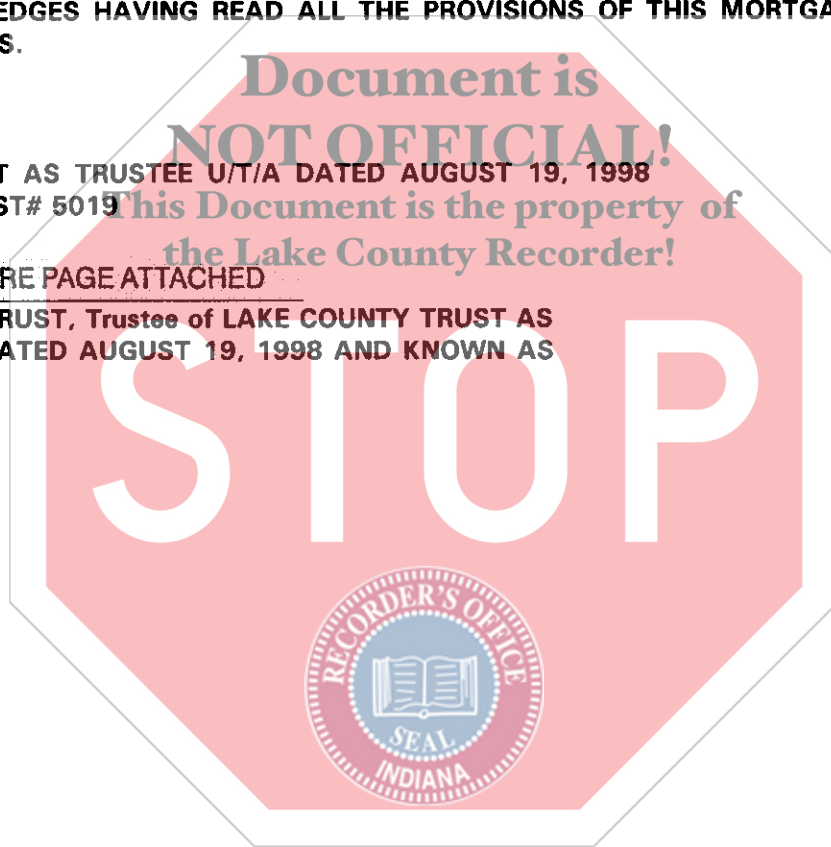 EDGES HAVING READ ALL THE PROVISIONS OF THIS MORTGA
S.
Document is
NOT OFFICIAL!
T AS TRUSTEE U/T/A DATED AUGUST 19, 1998
ST# 5019
This Document is the property of
the Lake County Recorder!
RE PAGE ATTACHED
RUST, Trustee of LAKE COUNTY TRUST AS
ATED AUGUST 19, 1998 AND KNOWN AS
STOP
RECORDER'S OFFICE
SEAL
INDIANA